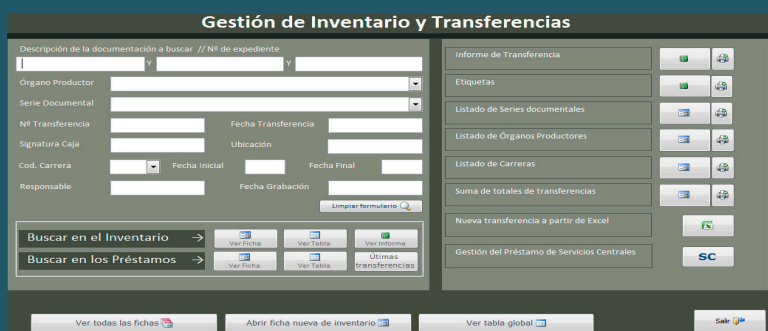 Gestión de Inventario y Transferencias
Descripción de la documentación a buscar // Nº de expediente
Y Y
Órgano Productor
Serie Documental
Nº Transferencia Fecha Transferencia
Signatura Caja Ubicación
Cod. Carrera Fecha Inicial Fecha Final
Responsable Fecha Grabación
Limpiar formulario
Buscar en el Inventario → Ver Ficha Ver Tabla Ver Informe
Buscar en los Préstamos → Ver Ficha Ver Tabla Útimas transferencias
Informe de Transferencia
Etiquetas
Listado de Series documentales
Listado de Órganos Productores
Listado de Carreras
Suma de totales de transferencias
Nueva transferencia a partir de Excel
Gestión del Préstamo de Servicios Centrales SC
Ver todas las fichas Abrir ficha nueva de inventario Ver tabla global Salir